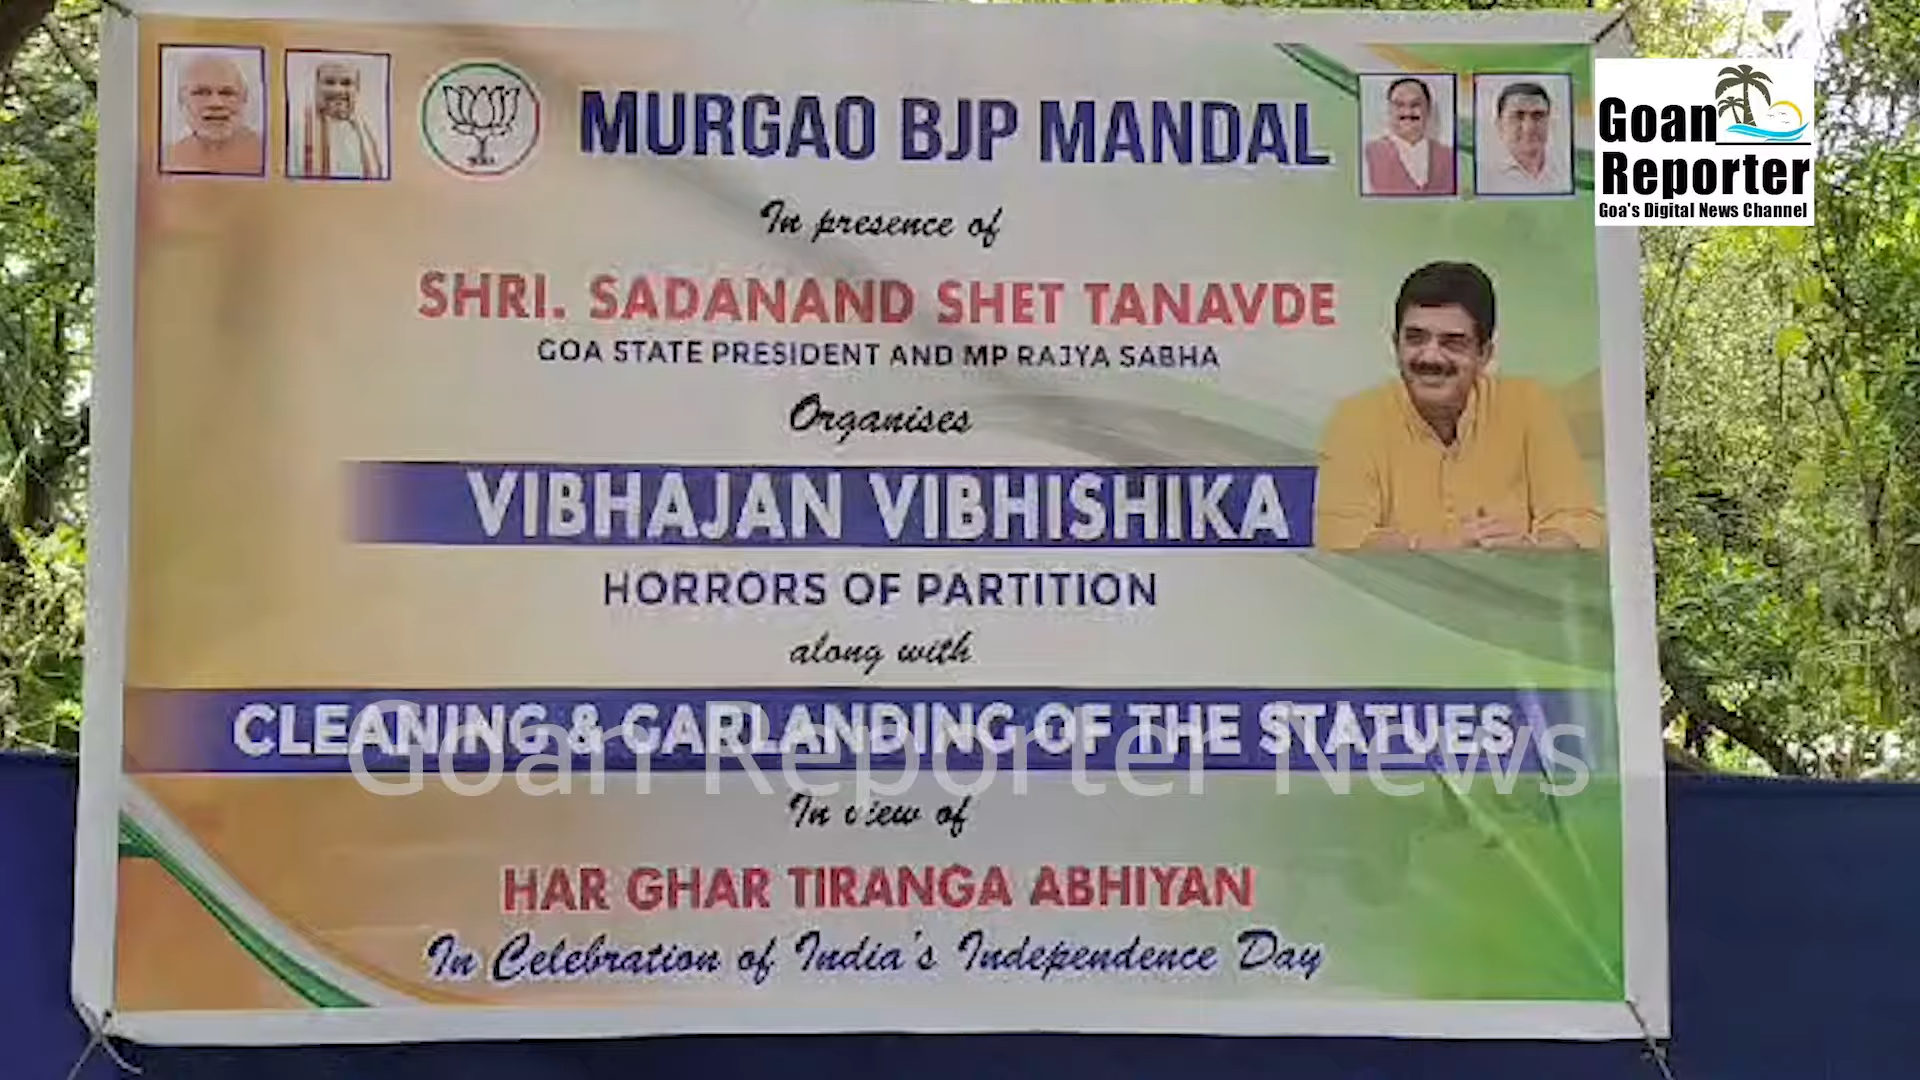 MURGAO BJP MANDAL
In presence of
SHRI. SADANAND SHET TANAVDE
GOA STATE PRESIDENT AND MP RAJYA SABHA
Organises
VIBHAJAN VIBHISHIKA
HORRORS OF PARTITION
along with
CLEANING & GARLANDING OF THE STATUES
In view of
HAR GHAR TIRANGA ABHIYAN
In Celebration of India's Independence Day
Goan
Reporter
Goa's Digital News Channel
Goan Reporter News